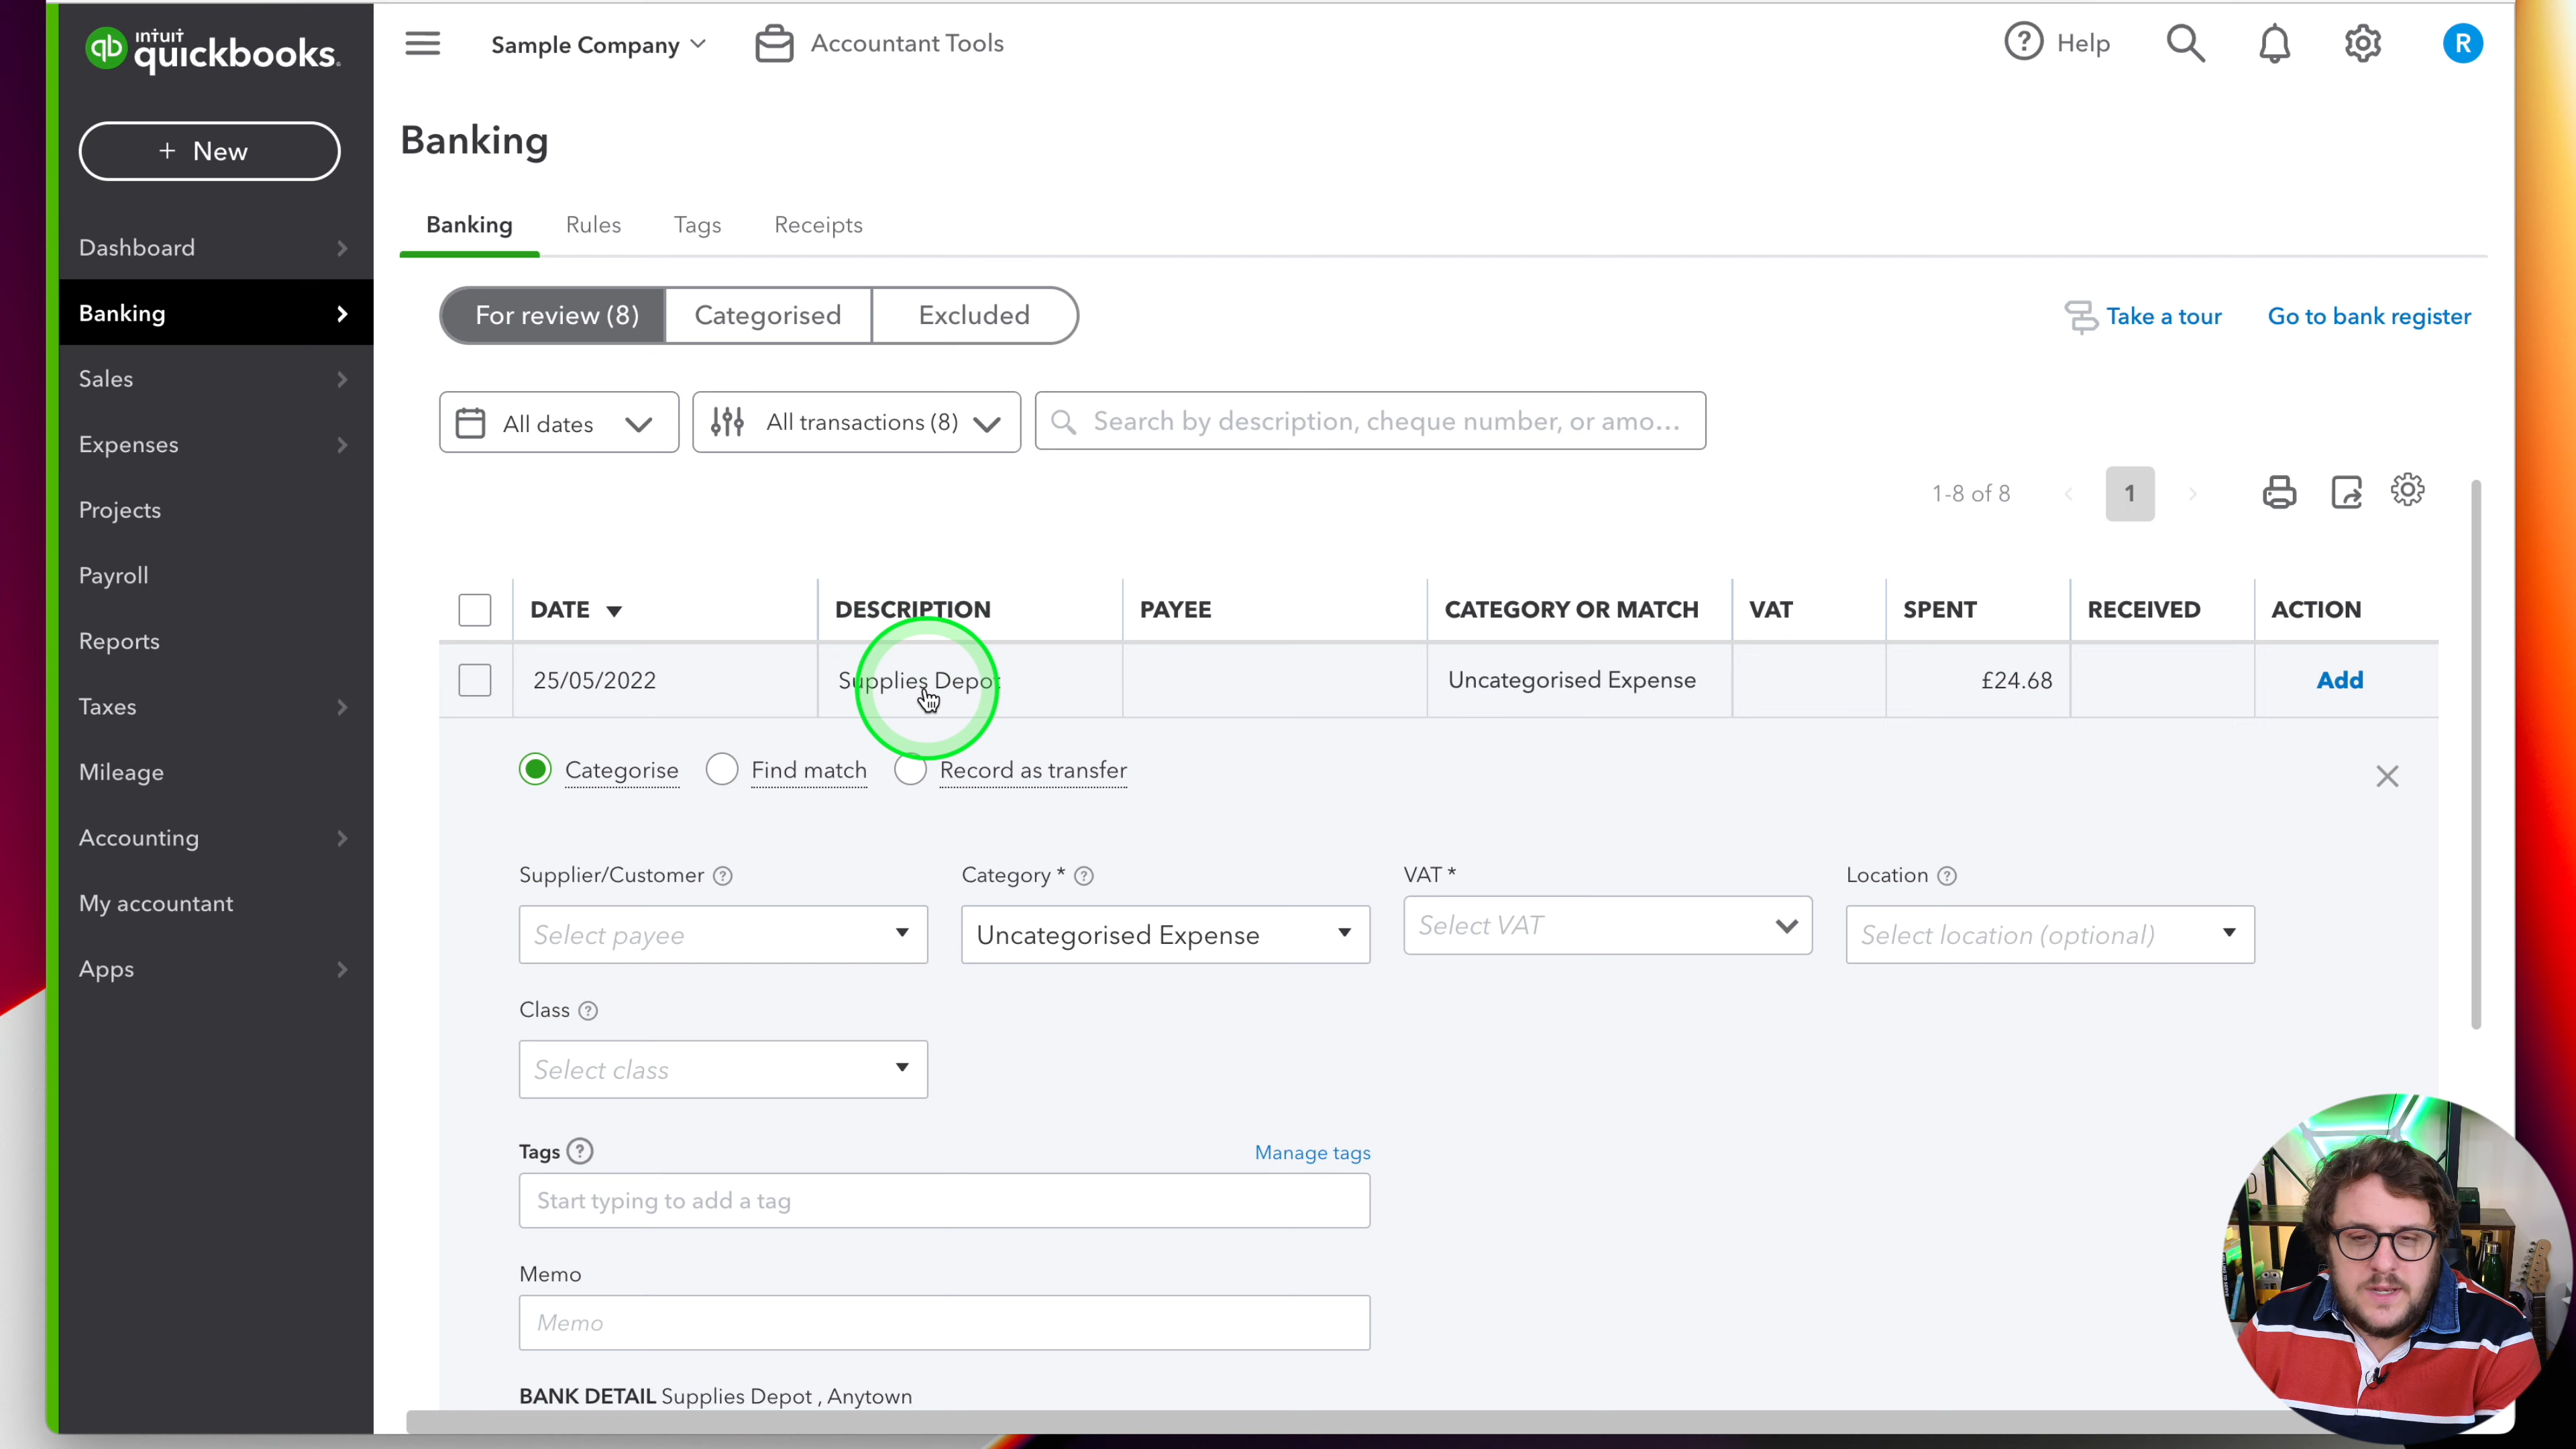 intuit
quickbooks.
Sample Company
Accountant Tools
Help
R
+ New
Banking
Dashboard
Banking
Sales
Expenses
Projects
Payroll
Reports
Taxes
Mileage
Accounting
My accountant
Apps
Banking
Rules
Tags
Receipts
For review (8)
Categorised
Excluded
Take a tour
Go to bank register
All dates
All transactions (8)
Search by description, cheque number, or amo...
1-8 of 8
1
DATE
DESCRIPTION
PAYEE
CATEGORY OR MATCH
VAT
SPENT
RECEIVED
ACTION
25/05/2022
Supplies Depot
Uncategorised Expense
£24.68
Add
Categorise
Find match
Record as transfer
Supplier/Customer
Category *
VAT *
Location
Select payee
Uncategorised Expense
Select VAT
Select location (optional)
Class
Select class
Tags
Manage tags
Start typing to add a tag
Memo
Memo
BANK DETAIL Supplies Depot , Anytown